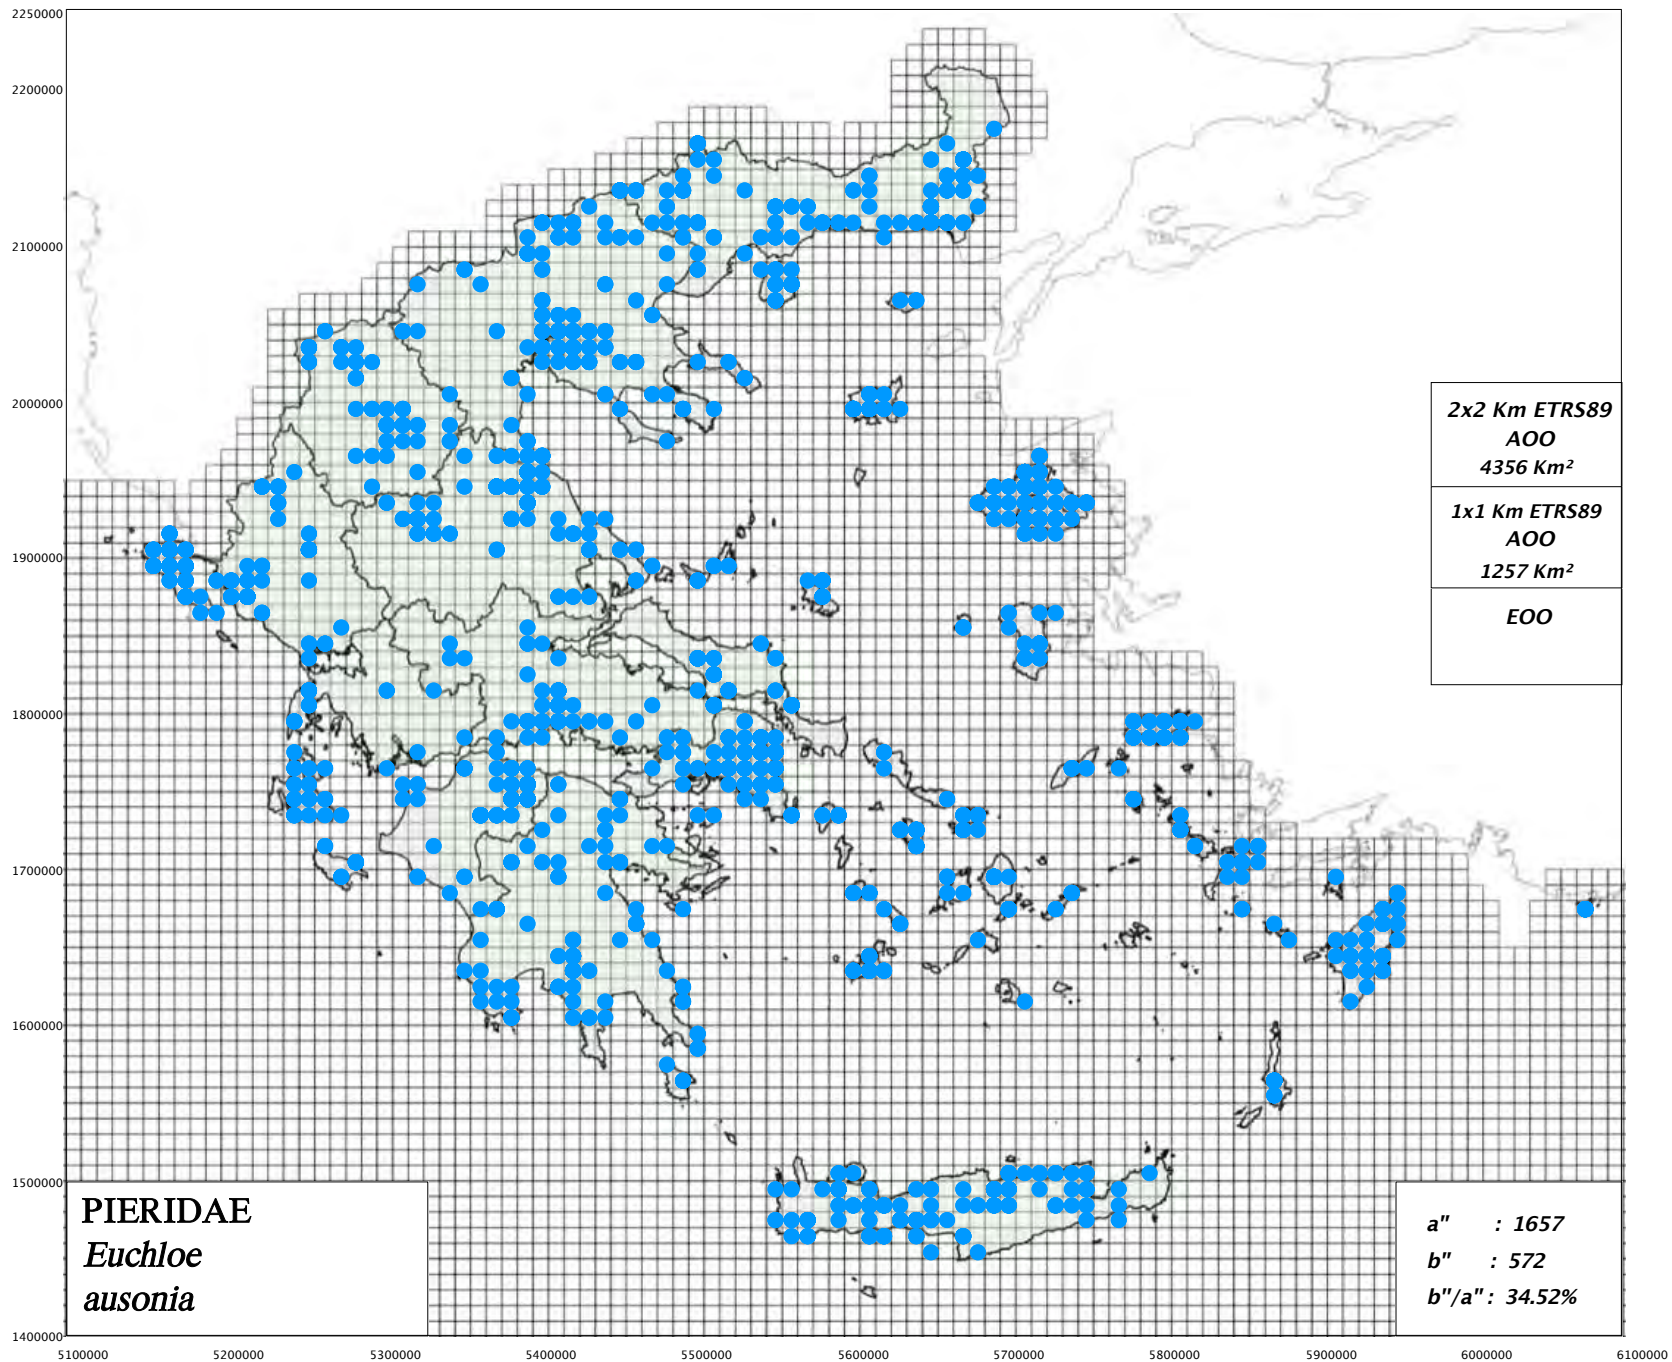 2250000
2200000
2100000
2000000
1900000
1800000
1700000
1600000
1500000
1400000
2x2 Km ETRS89
AOO
4356 Km²
1x1 Km ETRS89
AOO
1257 Km²
EOO
PIERIDAE
Euchloe
ausonia
a" : 1657
b" : 572
b"/a" : 34.52%
5100000 5200000 5300000 5400000 5500000 5600000 5700000 5800000 5900000 6000000 6100000